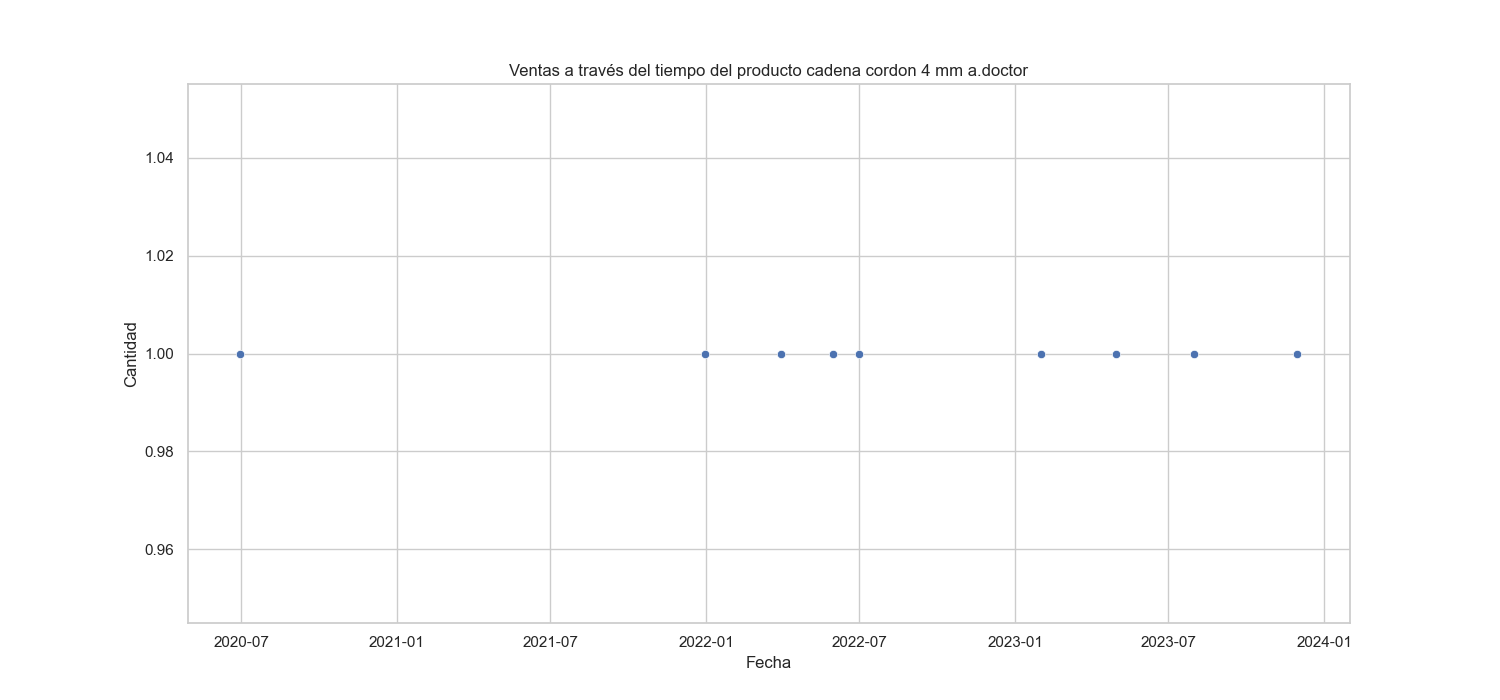 Ventas a través del tiempo del producto cadena cordon 4 mm a.doctor
1.04
1.02
1.00
0.98
0.96
Cantidad
2020-07 2021-01 2021-07 2022-01 2022-07 2023-01 2023-07 2024-01
Fecha